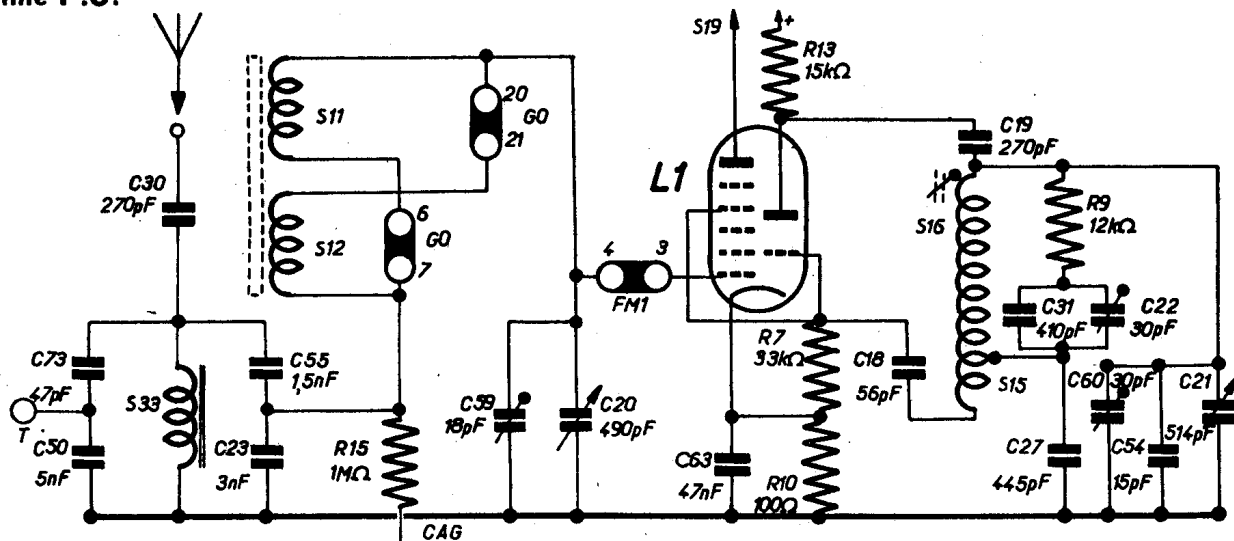 S19
+
R13
15kΩ
20
GO
21
S11
C19
270pF
C30
270pF
L1
S16
R9
12kΩ
6
GO
7
S12
4
3
FM1
C31
410pF
C22
30pF
R7
33kΩ
C18
56pF
C73
47pF
C55
1,5nF
S33
T
C59
18pF
C20
490pF
S15
C60
30pF
C21
514pF
C50
5nF
C23
3nF
R15
1MΩ
C63
47nF
R10
100Ω
C27
445pF
C54
15pF
CAG